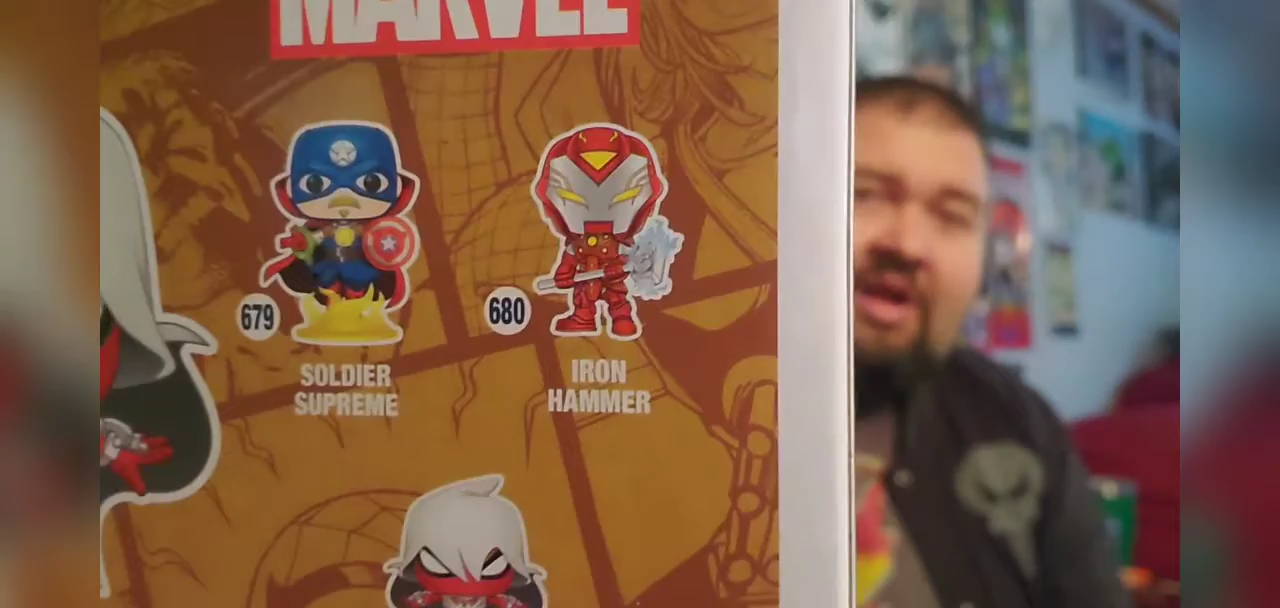 MARVEL
679
680
SOLDIER
SUPREME
IRON
HAMMER